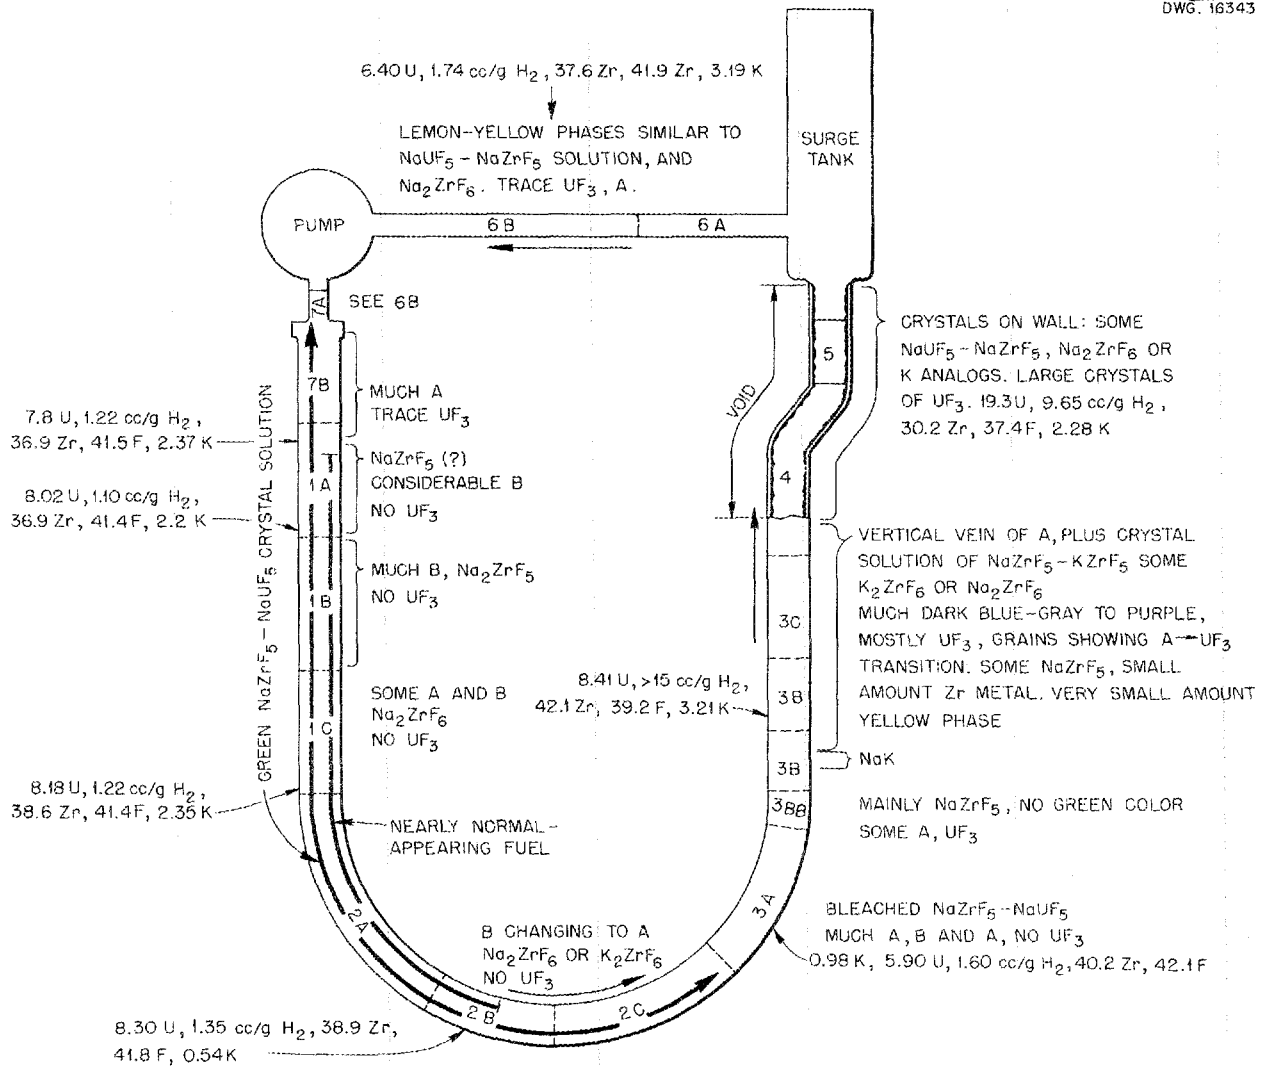 DWG. 16343
6.40 U, 1.74 cc/g H2, 37.6 Zr, 41.9 Zr, 3.19 K
LEMON-YELLOW PHASES SIMILAR TO
NaUF5 - NaZrF5 SOLUTION, AND
Na2ZrF6. TRACE UF3, A.
SURGE
TANK
PUMP
6B
6A
7A
SEE 6B
7B
MUCH A
TRACE UF3
7.8 U, 1.22 cc/g H2,
36.9 Zr, 41.5 F, 2.37 K
1A
NaZrF5 (?)
CONSIDERABLE B
NO UF3
8.02 U, 1.10 cc/g H2,
36.9 Zr, 41.4 F, 2.2 K
GREEN NaZrF5 - NaUF5 CRYSTAL SOLUTION
1B
MUCH B, Na2ZrF5
NO UF3
1C
SOME A AND B
Na2ZrF6
NO UF3
8.18 U, 1.22 cc/g H2,
38.6 Zr, 41.4 F, 2.35 K
NEARLY NORMAL-
APPEARING FUEL
2A
2B
2C
B CHANGING TO A
Na2ZrF6 OR K2ZrF6
NO UF3
8.30 U, 1.35 cc/g H2, 38.9 Zr,
41.8 F, 0.54 K
VOID
5
4
CRYSTALS ON WALL: SOME
NaUF5 - NaZrF5, Na2ZrF6 OR
K ANALOGS. LARGE CRYSTALS
OF UF3. 19.3 U, 9.65 cc/g H2,
30.2 Zr, 37.4 F, 2.28 K
3C
VERTICAL VEIN OF A, PLUS CRYSTAL
SOLUTION OF NaZrF5 - KZrF5 SOME
K2ZrF6 OR Na2ZrF6
MUCH DARK BLUE-GRAY TO PURPLE,
MOSTLY UF3, GRAINS SHOWING A→UF3
TRANSITION. SOME NaZrF5, SMALL
AMOUNT Zr METAL. VERY SMALL AMOUNT
YELLOW PHASE
8.41 U, >15 cc/g H2,
42.1 Zr, 39.2 F, 3.21 K
3B
3B
NaK
3BB
MAINLY NaZrF5, NO GREEN COLOR
SOME A, UF3
3A
BLEACHED NaZrF5 - NaUF5
MUCH A, B AND A, NO UF3
0.98 K, 5.90 U, 1.60 cc/g H2, 40.2 Zr, 42.1 F